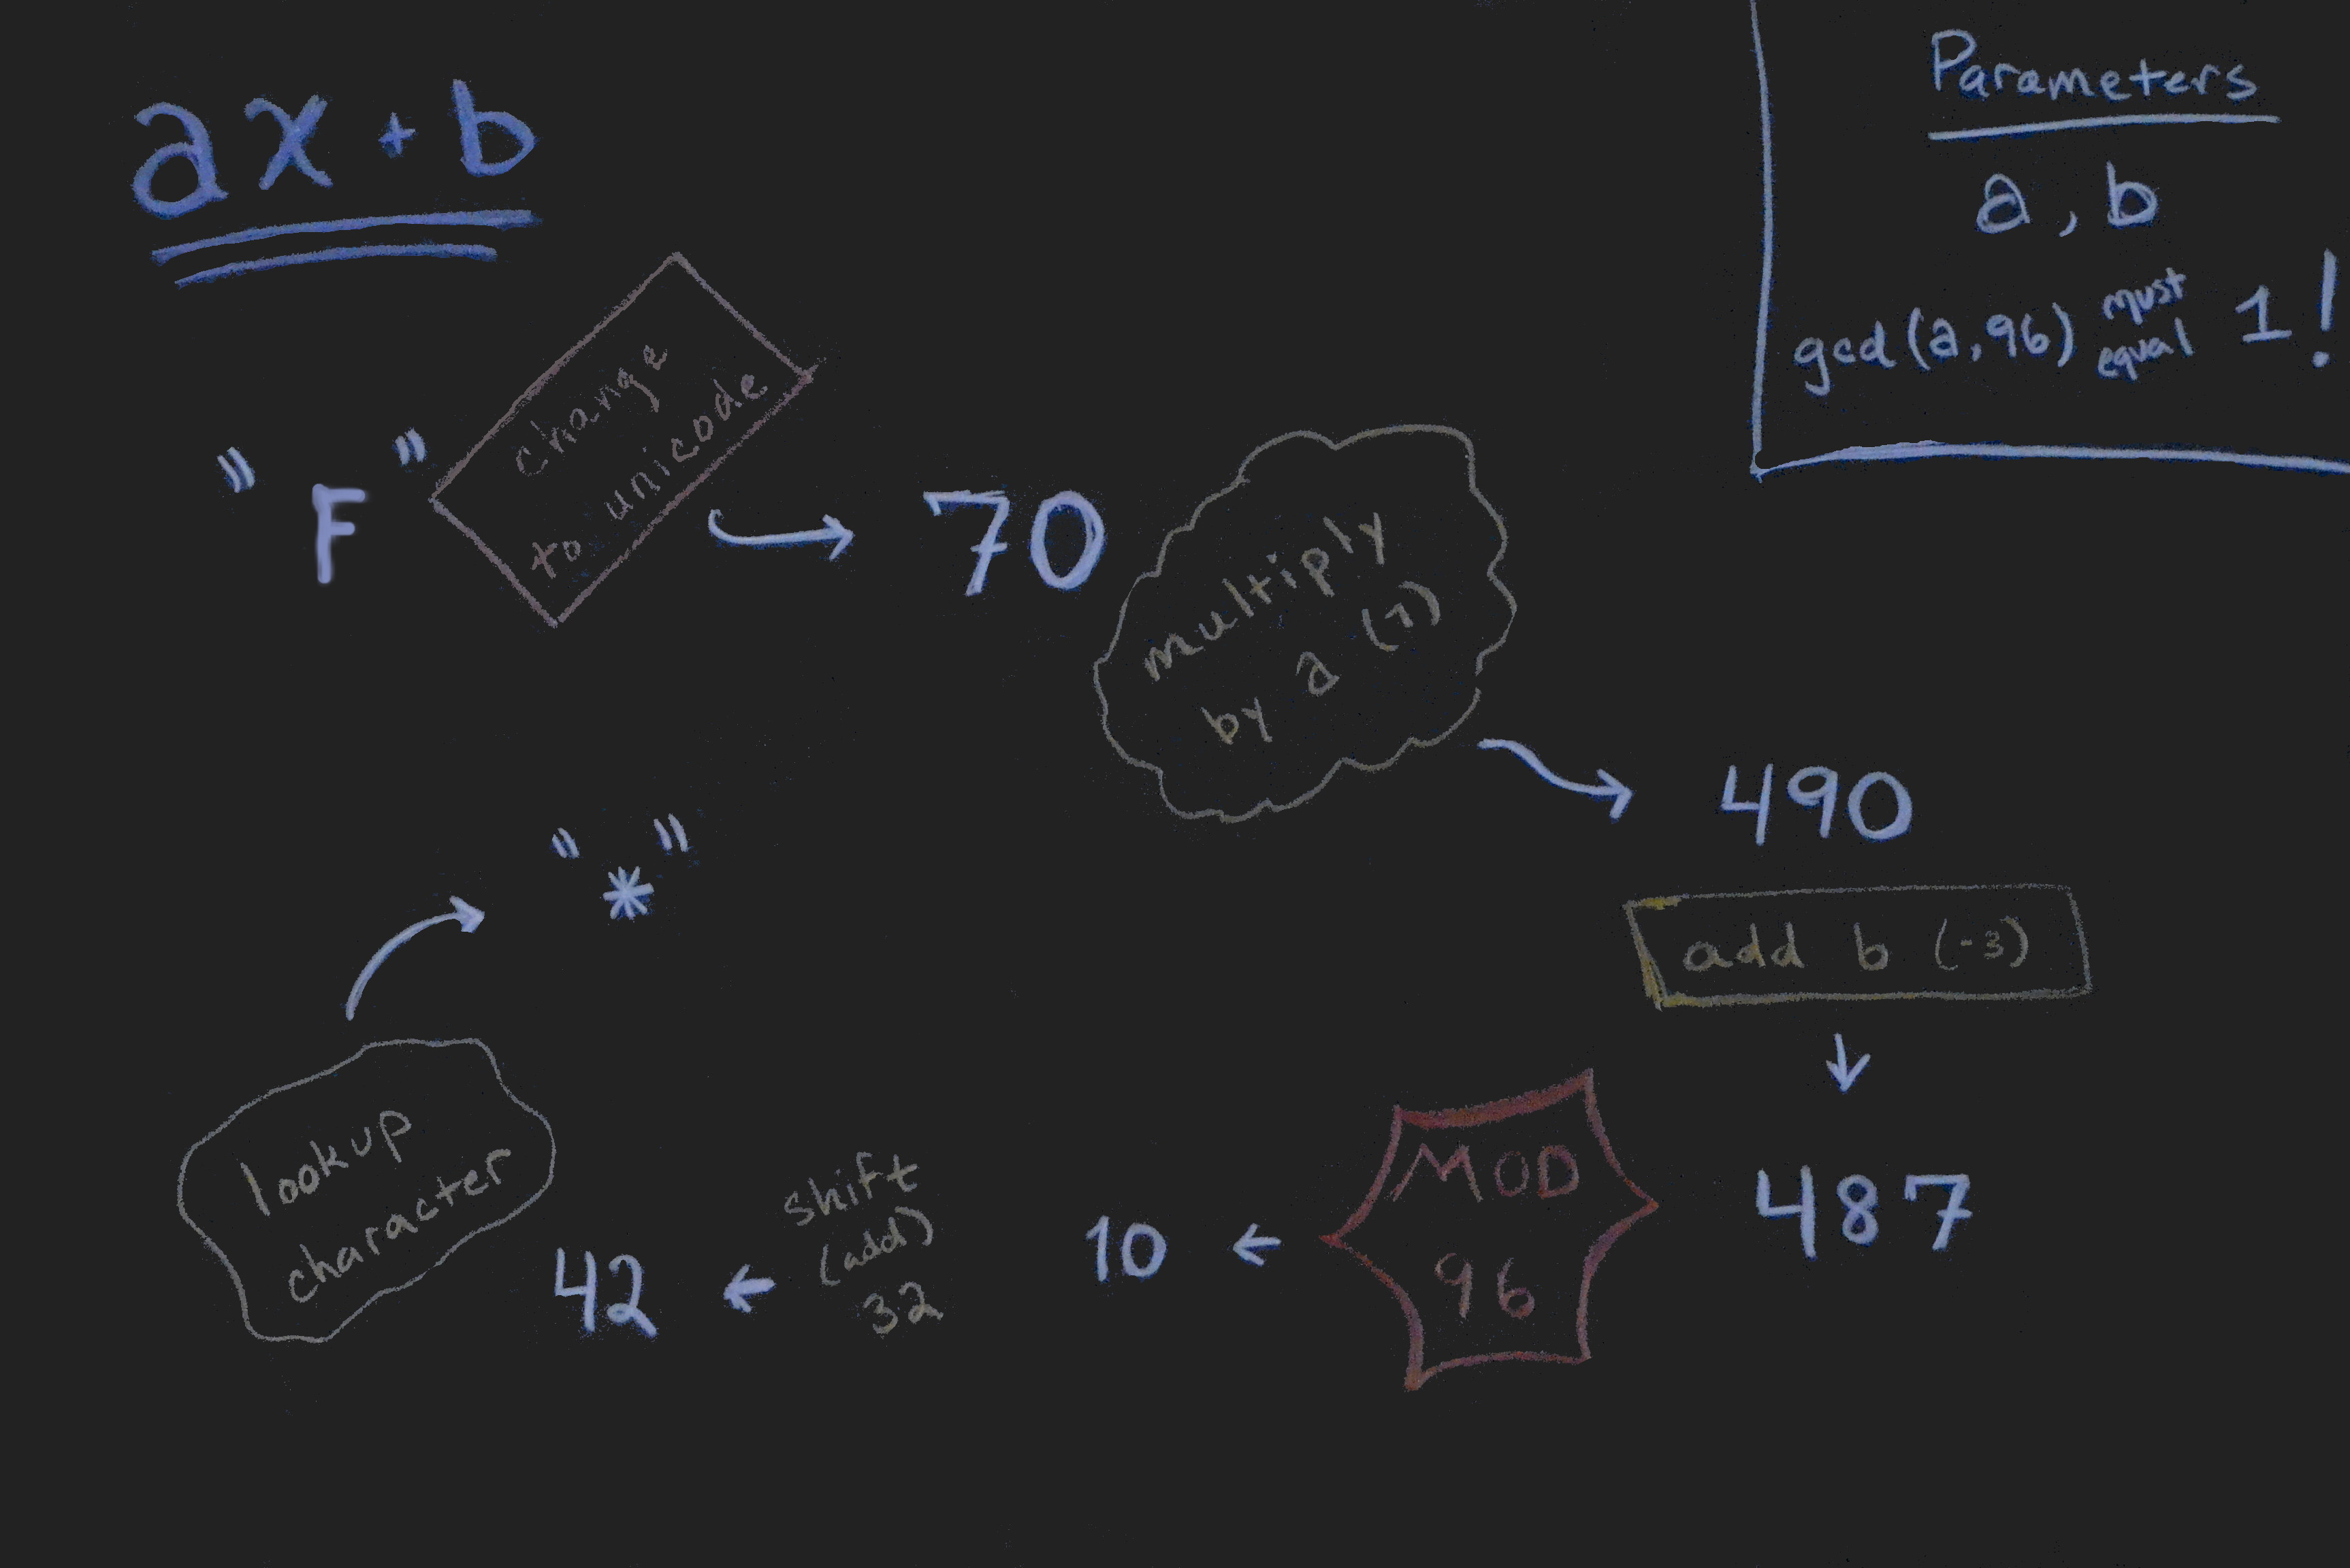 ax + b
Parameters
a, b
gcd(a, 96) must equal 1!
"F"
change
to unicode
70
multiply
by a (7)
490
add b (-3)
487
MOD
96
10
shift
(add)
32
42
lookup
character
"*"